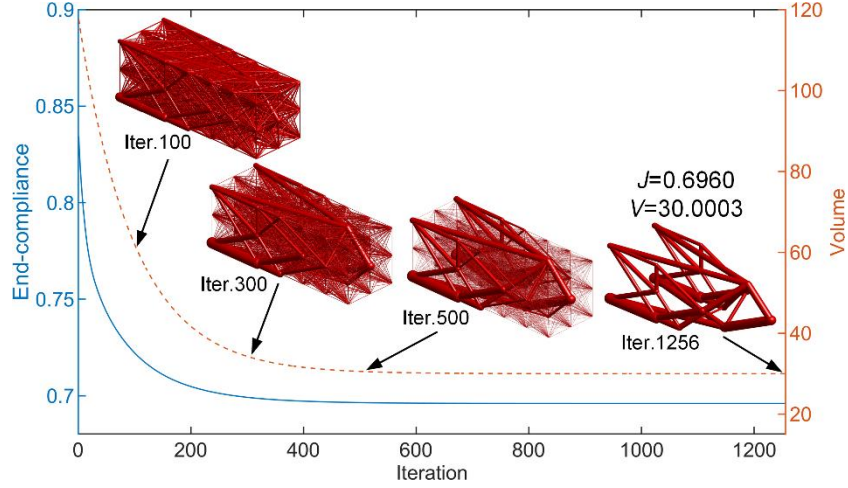 0.9
0.85
0.8
0.75
0.7
End-compliance
120
100
80
60
40
20
Volume
Iter.100
Iter.300
Iter.500
J=0.6960
V=30.0003
Iter.1256
0 200 400 600 800 1000 1200
Iteration